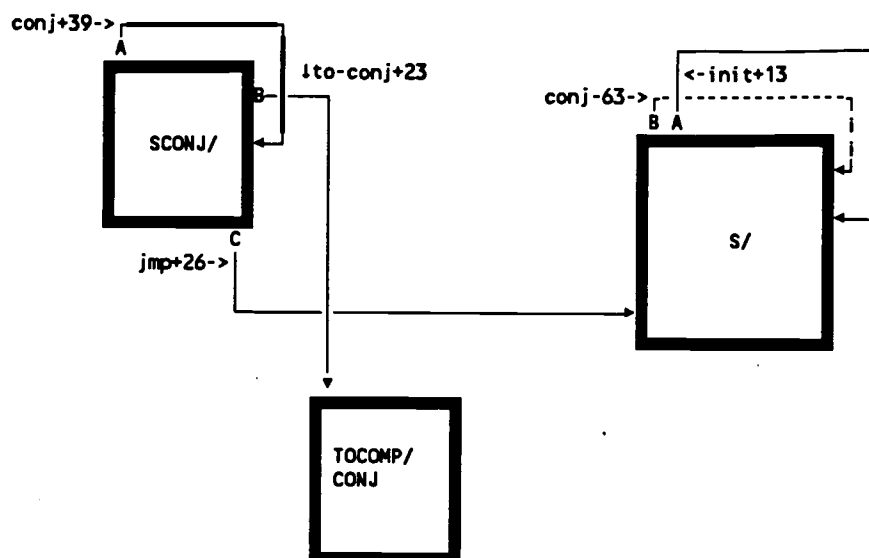 conj+39->
A
↓to-conj+23
<-init+13
B
conj-63->
B A
SCONJ/
S/
C
jmp+26->
TOCOMP/
CONJ